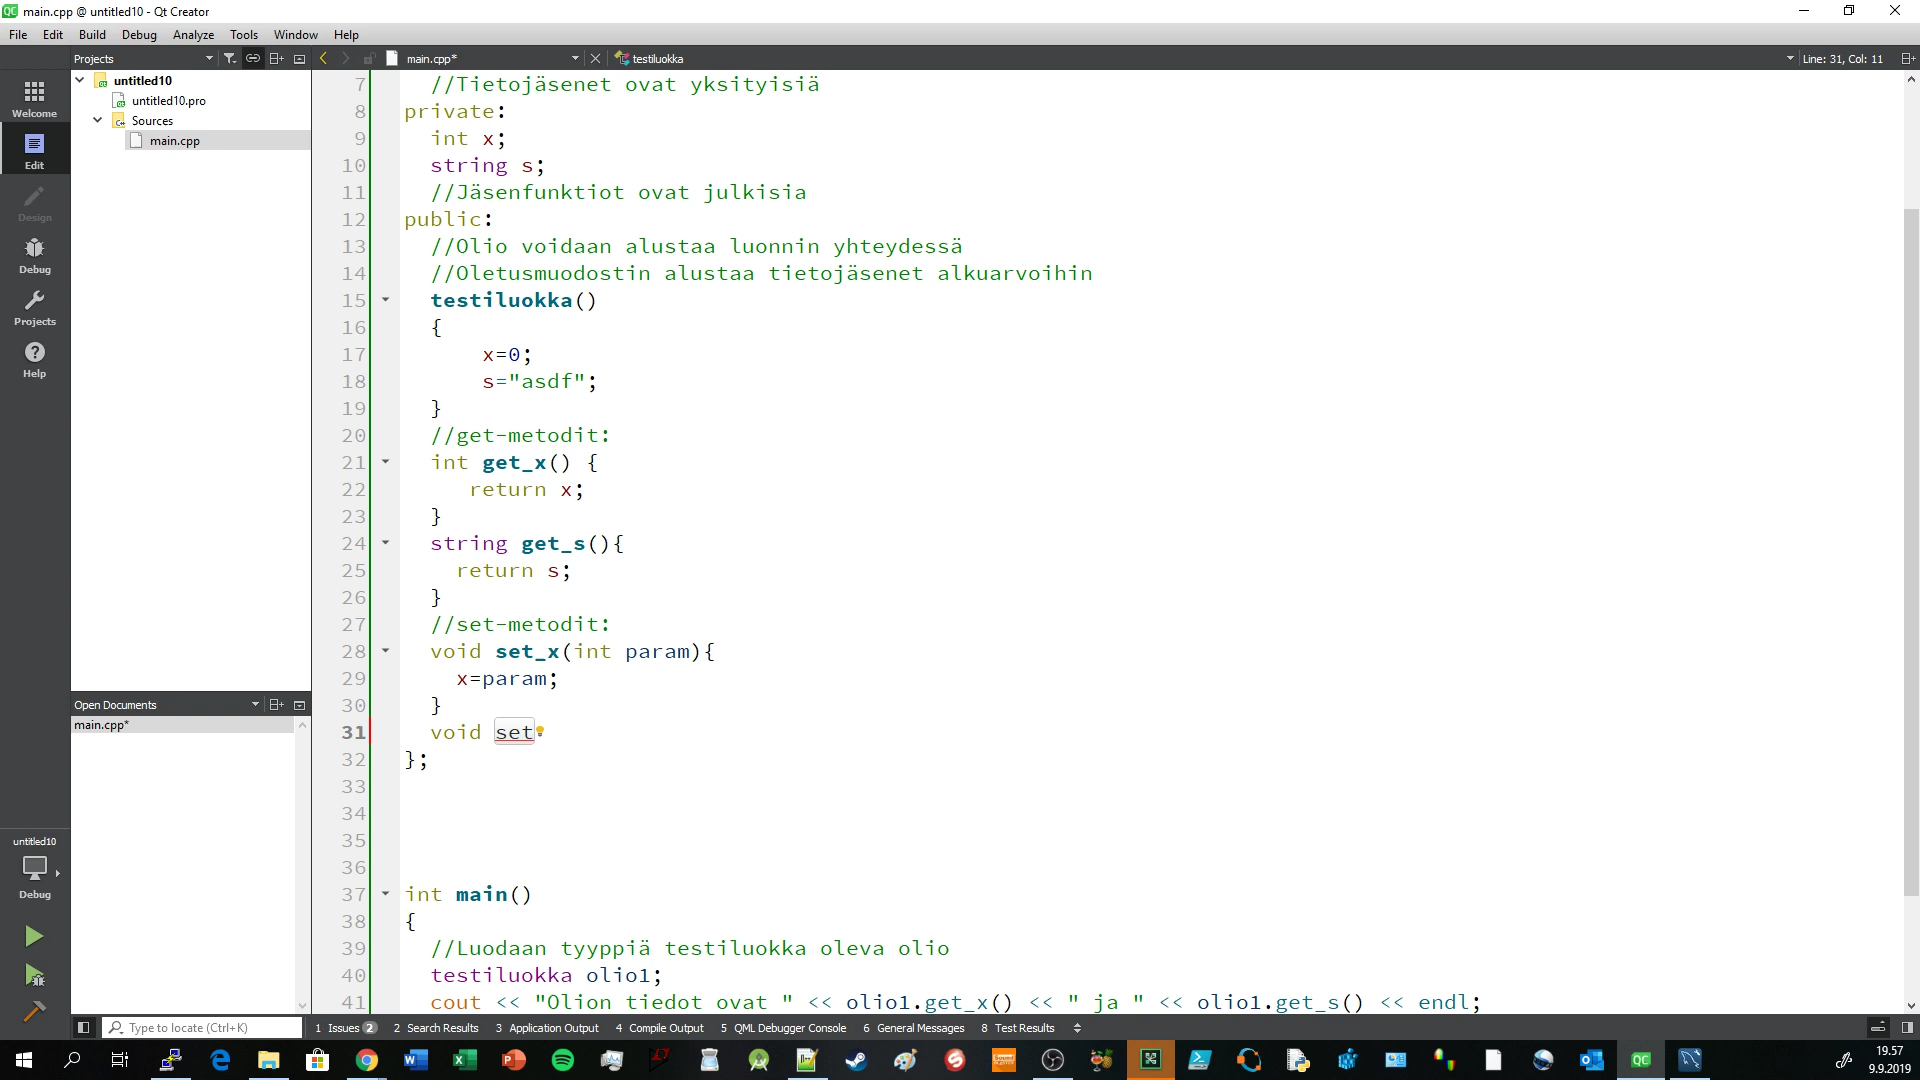 main.cpp @ untitled10 - Qt Creator
File Edit Build Debug Analyze Tools Window Help
Projects main.cpp* testiluokka Line: 31, Col: 11
untitled10
untitled10.pro
Sources
main.cpp
Welcome
Edit
Design
Debug
Projects
Help
7 //Tietojäsenet ovat yksityisiä
8 private:
9 int x;
10 string s;
11 //Jäsenfunktiot ovat julkisia
12 public:
13 //Olio voidaan alustaa luonnin yhteydessä
14 //Oletusmuodostin alustaa tietojäsenet alkuarvoihin
15 testiluokka()
16 {
17 x=0;
18 s="asdf";
19 }
20 //get-metodit:
21 int get_x() {
22 return x;
23 }
24 string get_s(){
25 return s;
26 }
27 //set-metodit:
28 void set_x(int param){
29 x=param;
30 }
31 void set
32 };
33
34
35
36
37 int main()
38 {
39 //Luodaan tyyppiä testiluokka oleva olio
40 testiluokka olio1;
41 cout << "Olion tiedot ovat " << olio1.get_x() << " ja " << olio1.get_s() << endl;
Open Documents
main.cpp*
untitled10
Debug
Type to locate (Ctrl+K) 1 Issues 2 2 Search Results 3 Application Output 4 Compile Output 5 QML Debugger Console 6 General Messages 8 Test Results
19.57
9.9.2019